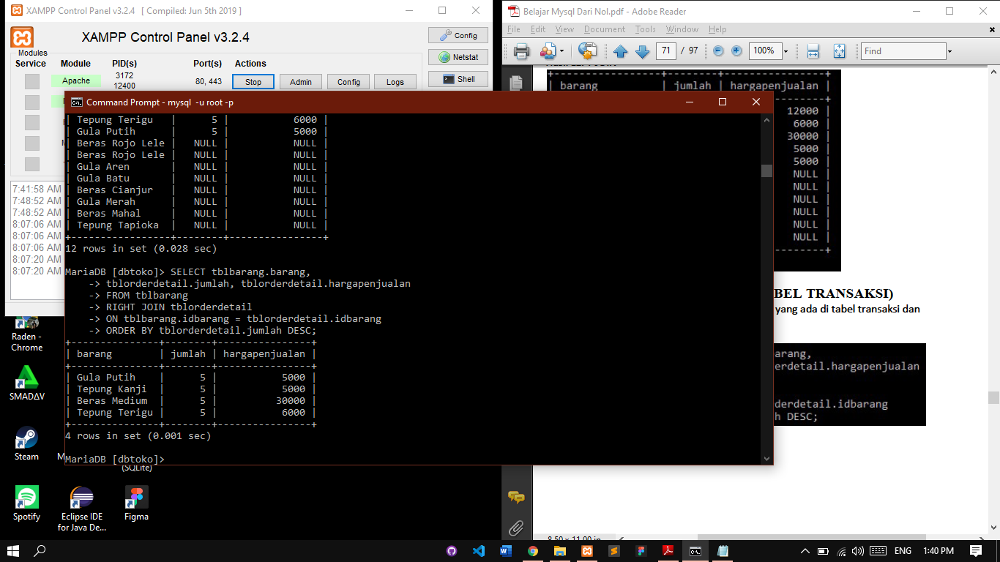 XAMPP Control Panel v3.2.4 [ Compiled: Jun 5th 2019 ]
XAMPP Control Panel v3.2.4
Config
Netstat
Shell
Modules
Service Module PID(s) Port(s) Actions
Apache 3172 12400 80, 443 Stop Admin Config Logs
7:41:58 AM
7:48:52 AM
7:48:52 AM
8:07:06 AM
8:07:06 AM
8:07:06 AM
8:07:20 AM
8:07:20 AM
Belajar Mysql Dari Nol.pdf - Adobe Reader
File Edit View Document Tools Window Help
71 / 97 100% Find
| barang | jumlah | hargapenjualan |
12000 |
6000 |
30000 |
5000 |
5000 |
NULL |
NULL |
NULL |
NULL |
NULL |
NULL |
BEL TRANSAKSI)
yang ada di tabel transaksi dan
arang,
erdetail.hargapenjualan
derdetail.idbarang
h DESC;
8.50 x 11.00 in
Command Prompt - mysql -u root -p
| Tepung Terigu | 5 | 6000 |
| Gula Putih | 5 | 5000 |
| Beras Rojo Lele | NULL | NULL |
| Beras Rojo Lele | NULL | NULL |
| Gula Aren | NULL | NULL |
| Gula Batu | NULL | NULL |
| Beras Cianjur | NULL | NULL |
| Gula Merah | NULL | NULL |
| Beras Mahal | NULL | NULL |
| Tepung Tapioka | NULL | NULL |
+-----------------+--------+----------------+
12 rows in set (0.028 sec)
MariaDB [dbtoko]> SELECT tblbarang.barang,
-> tblorderdetail.jumlah, tblorderdetail.hargapenjualan
-> FROM tblbarang
-> RIGHT JOIN tblorderdetail
-> ON tblbarang.idbarang = tblorderdetail.idbarang
-> ORDER BY tblorderdetail.jumlah DESC;
+---------------+--------+----------------+
| barang | jumlah | hargapenjualan |
+---------------+--------+----------------+
| Gula Putih | 5 | 5000 |
| Tepung Kanji | 5 | 5000 |
| Beras Medium | 5 | 30000 |
| Tepung Terigu | 5 | 6000 |
+---------------+--------+----------------+
4 rows in set (0.001 sec)
MariaDB [dbtoko]>
Raden - Chrome
SMADΔV
Steam
(SQLite)
Spotify
Eclipse IDE
for Java De...
Figma
ENG 1:40 PM